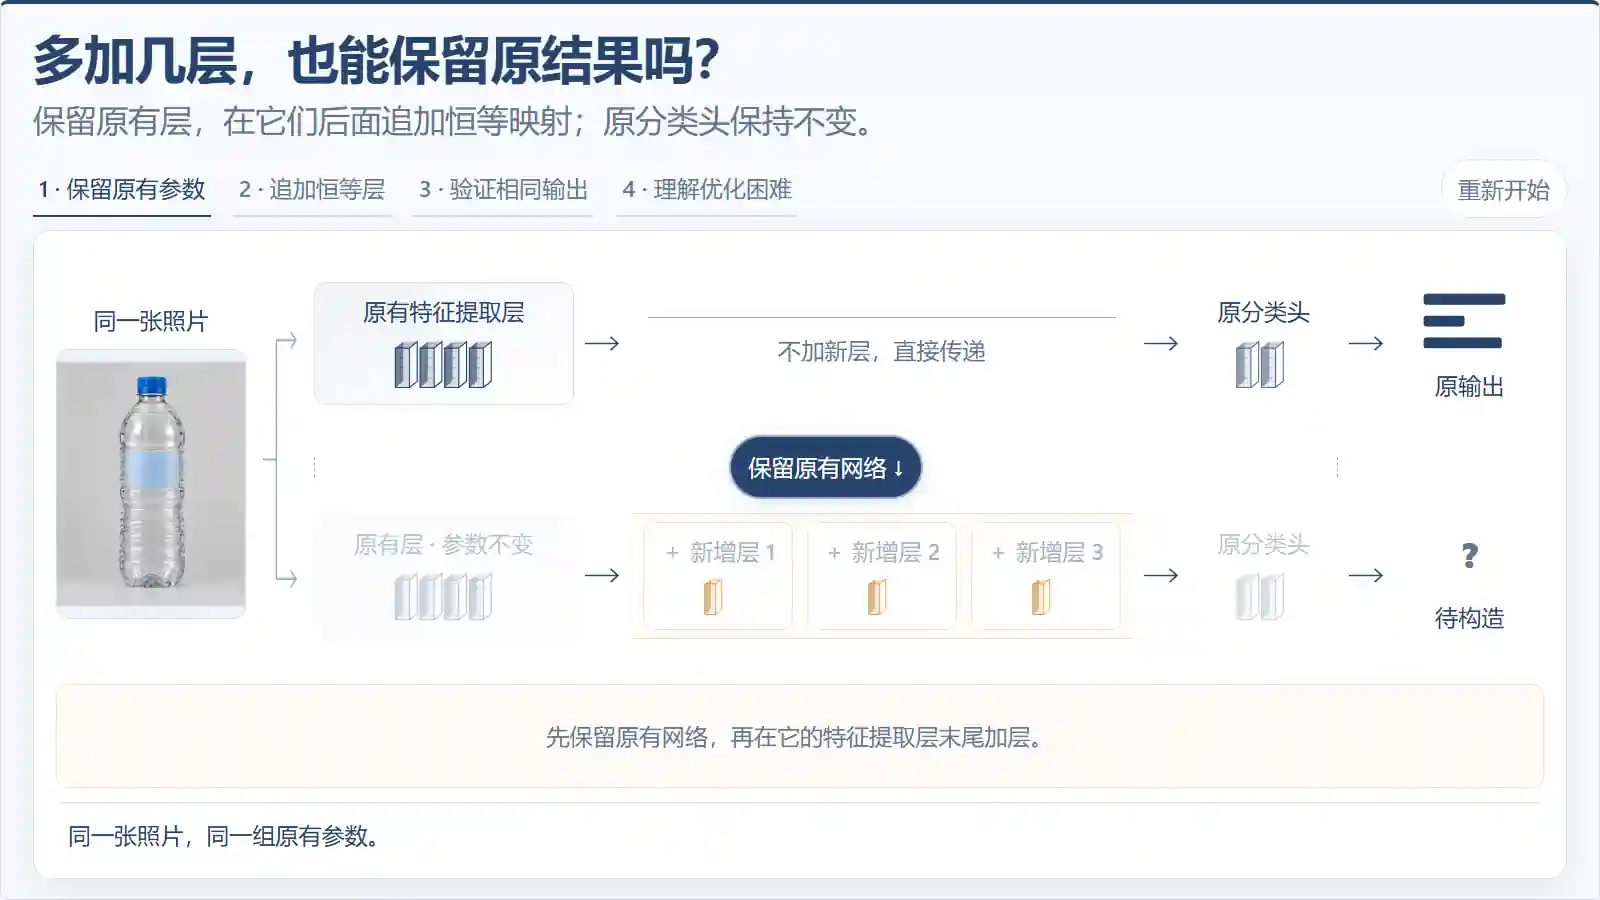 多加几层，也能保留原结果吗？
保留原有层，在它们后面追加恒等映射；原分类头保持不变。
1 · 保留原有参数
2 · 追加恒等层
3 · 验证相同输出
4 · 理解优化困难
重新开始
同一张照片
原有特征提取层
不加新层，直接传递
原分类头
原输出
保留原有网络 ↓
原有层 · 参数不变
+ 新增层 1
+ 新增层 2
+ 新增层 3
原分类头
?
待构造
先保留原有网络，再在它的特征提取层末尾加层。
同一张照片，同一组原有参数。